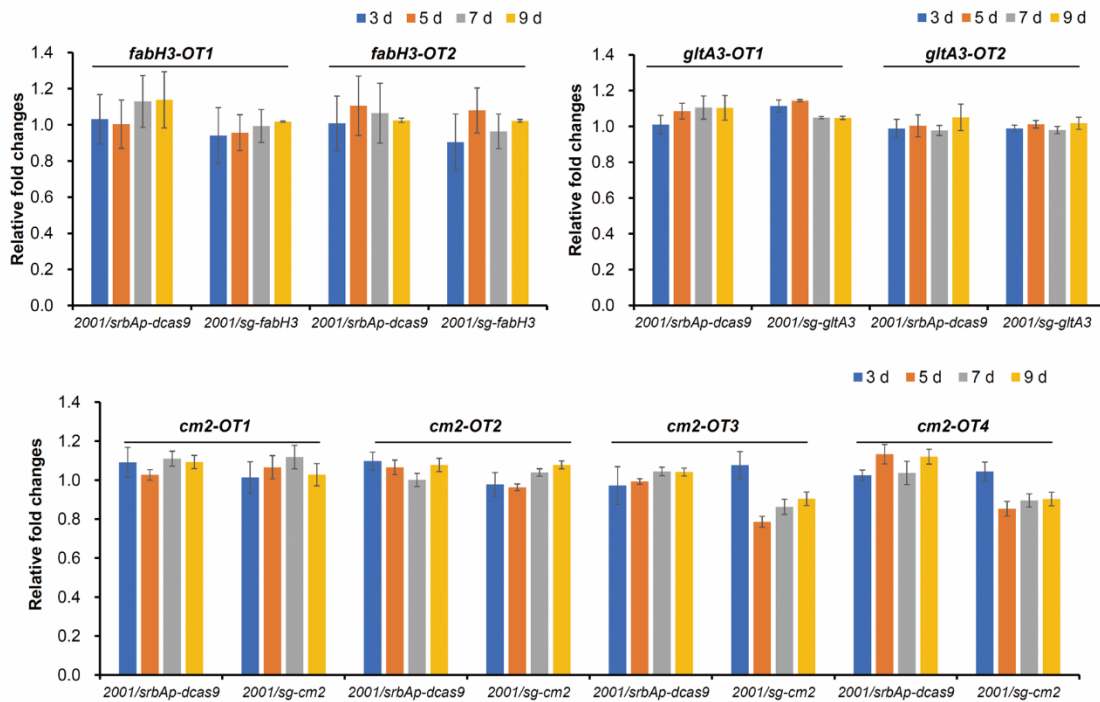 3 d 5 d 7 d 9 d
fabH3-OT1 fabH3-OT2
Relative fold changes
1.4
1.2
1.0
0.8
0.6
0.4
0.2
0.0
2001/srbAp-dcas9 2001/sg-fabH3 2001/srbAp-dcas9 2001/sg-fabH3
3 d 5 d 7 d 9 d
gltA3-OT1 gltA3-OT2
Relative fold changes
1.4
1.2
1.0
0.8
0.6
0.4
0.2
0.0
2001/srbAp-dcas9 2001/sg-gltA3 2001/srbAp-dcas9 2001/sg-gltA3
3 d 5 d 7 d 9 d
cm2-OT1 cm2-OT2 cm2-OT3 cm2-OT4
Relative fold changes
1.4
1.2
1.0
0.8
0.6
0.4
0.2
0.0
2001/srbAp-dcas9 2001/sg-cm2 2001/srbAp-dcas9 2001/sg-cm2 2001/srbAp-dcas9 2001/sg-cm2 2001/srbAp-dcas9 2001/sg-cm2